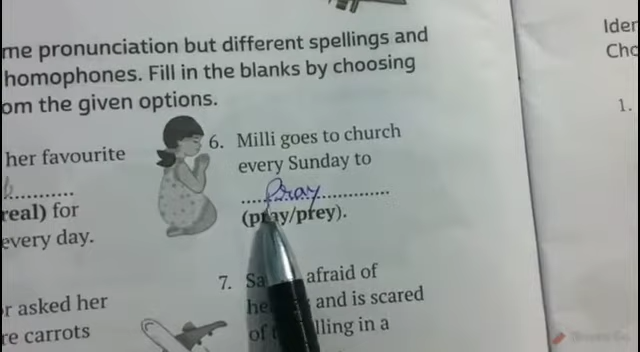 me pronunciation but different spellings and
homophones. Fill in the blanks by choosing
om the given options.
her favourite
real) for
every day.
r asked her
re carrots
6. Milli goes to church
every Sunday to
pray
(pray/prey).
7. afraid of
and is scared
of in a
Iden
Cho
1.